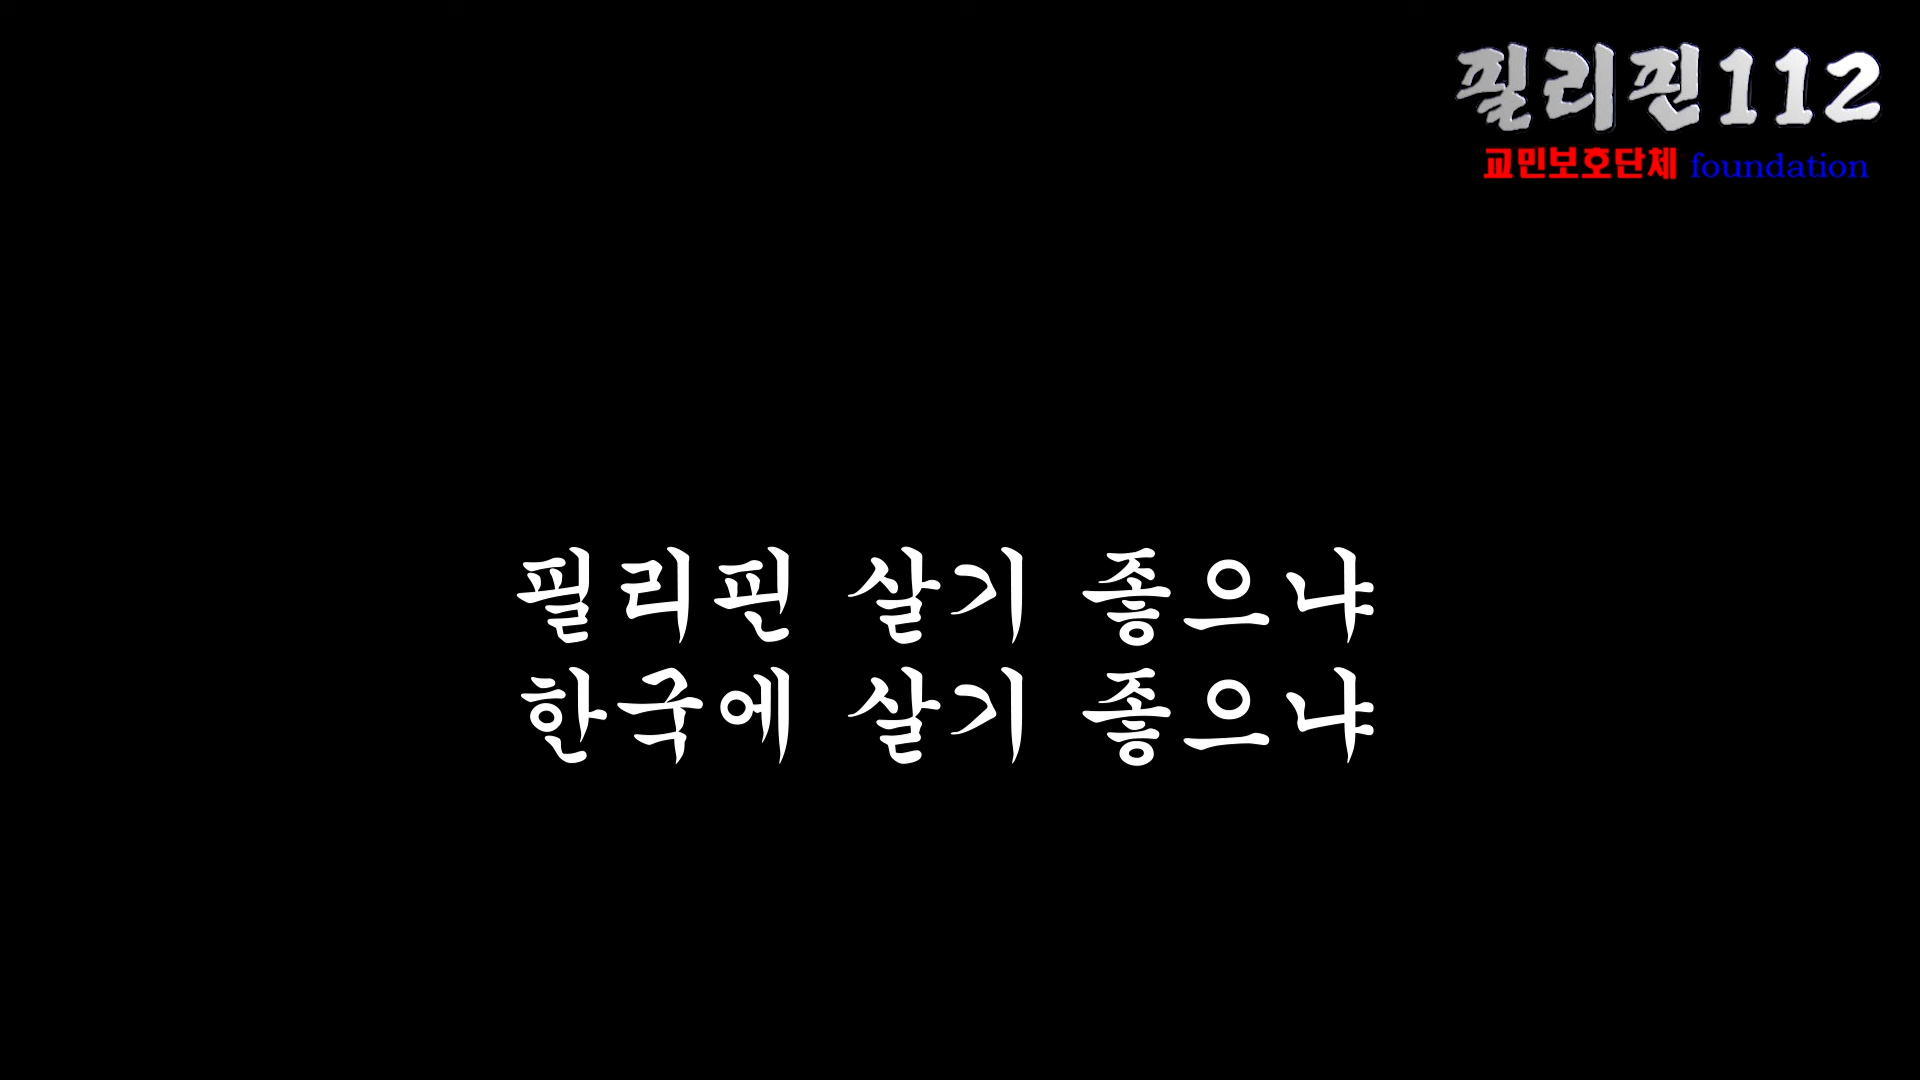 필리핀112
교민보호단체 foundation
필리핀 살기 좋으냐
한국에 살기 좋으냐